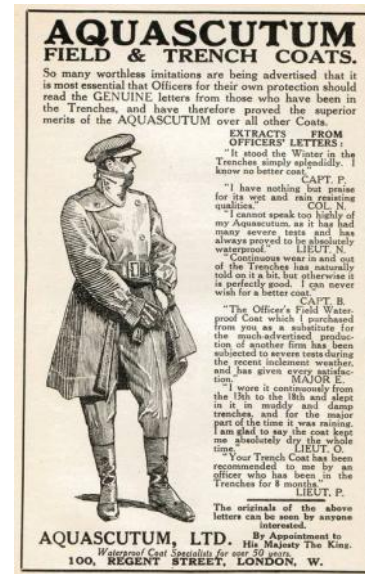 AQUASCUTUM
FIELD & TRENCH COATS.
So many worthless imitations are being advertised that it
is most essential that Officers for their own protection should
read the GENUINE letters from those who have been in
the Trenches, and have therefore proved the superior
merits of the AQUASCUTUM over all other Coats.
EXTRACTS FROM
OFFICERS' LETTERS :
"It stood the Winter in the
Trenches simply splendidly. I
know no better coat."
CAPT. P.
"I have nothing but praise
for its wet and rain resisting
qualities." COL. N.
"I cannot speak too highly of
my Aquascutum, as it has had
many severe tests and has
always proved to be absolutely
waterproof." LIEUT. N.
"Continuous wear in and out
of the Trenches has naturally
told on it a bit, but otherwise it
is perfectly good. I can never
wish for a better coat."
CAPT. B.
"The Officer's Field Water-
proof Coat which I purchased
from you as a substitute for
the much-advertised produc-
tion of another firm has been
subjected to severe tests during
the recent inclement weather,
and has given every satisfac-
tion." MAJOR E.
"I wore it continuously from
the 13th to the 18th and slept
in it in muddy and damp
trenches, and for the major
part of the time it was raining.
I am glad to say the coat kept
me absolutely dry the whole
time." LIEUT. O.
"Your Trench Coat has been
recommended to me by an
officer who has been in the
Trenches for 8 months."
LIEUT. P.
The originals of the above
letters can be seen by anyone
interested.
AQUASCUTUM, LTD. By Appointment to
His Majesty The King.
Waterproof Coat Specialists for over 50 years.
100, REGENT STREET, LONDON, W.